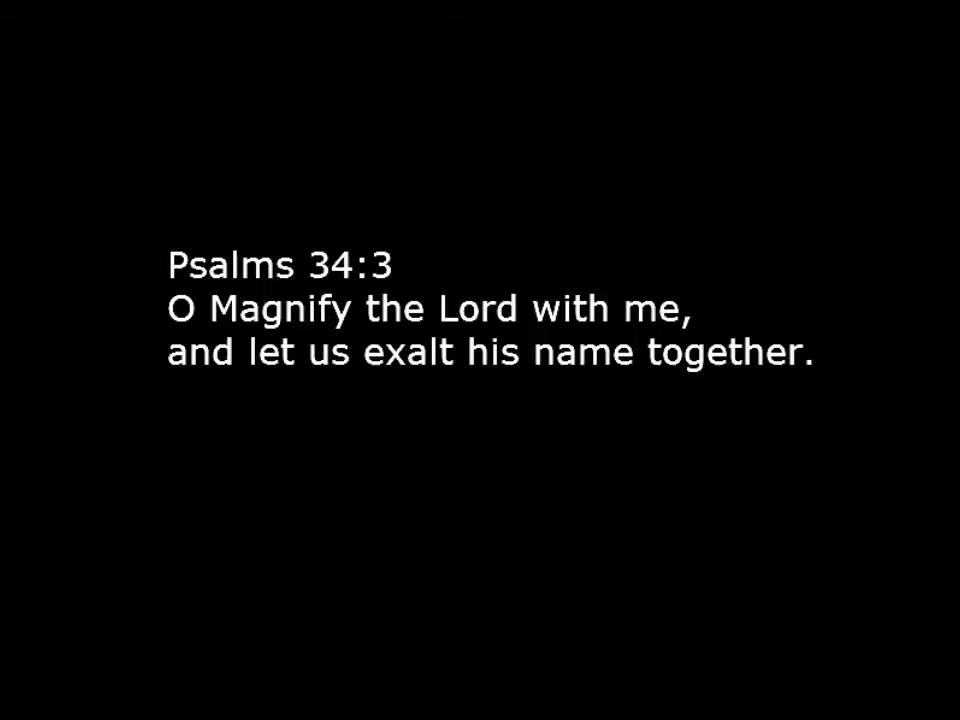 Psalms 34:3
O Magnify the Lord with me,
and let us exalt his name together.